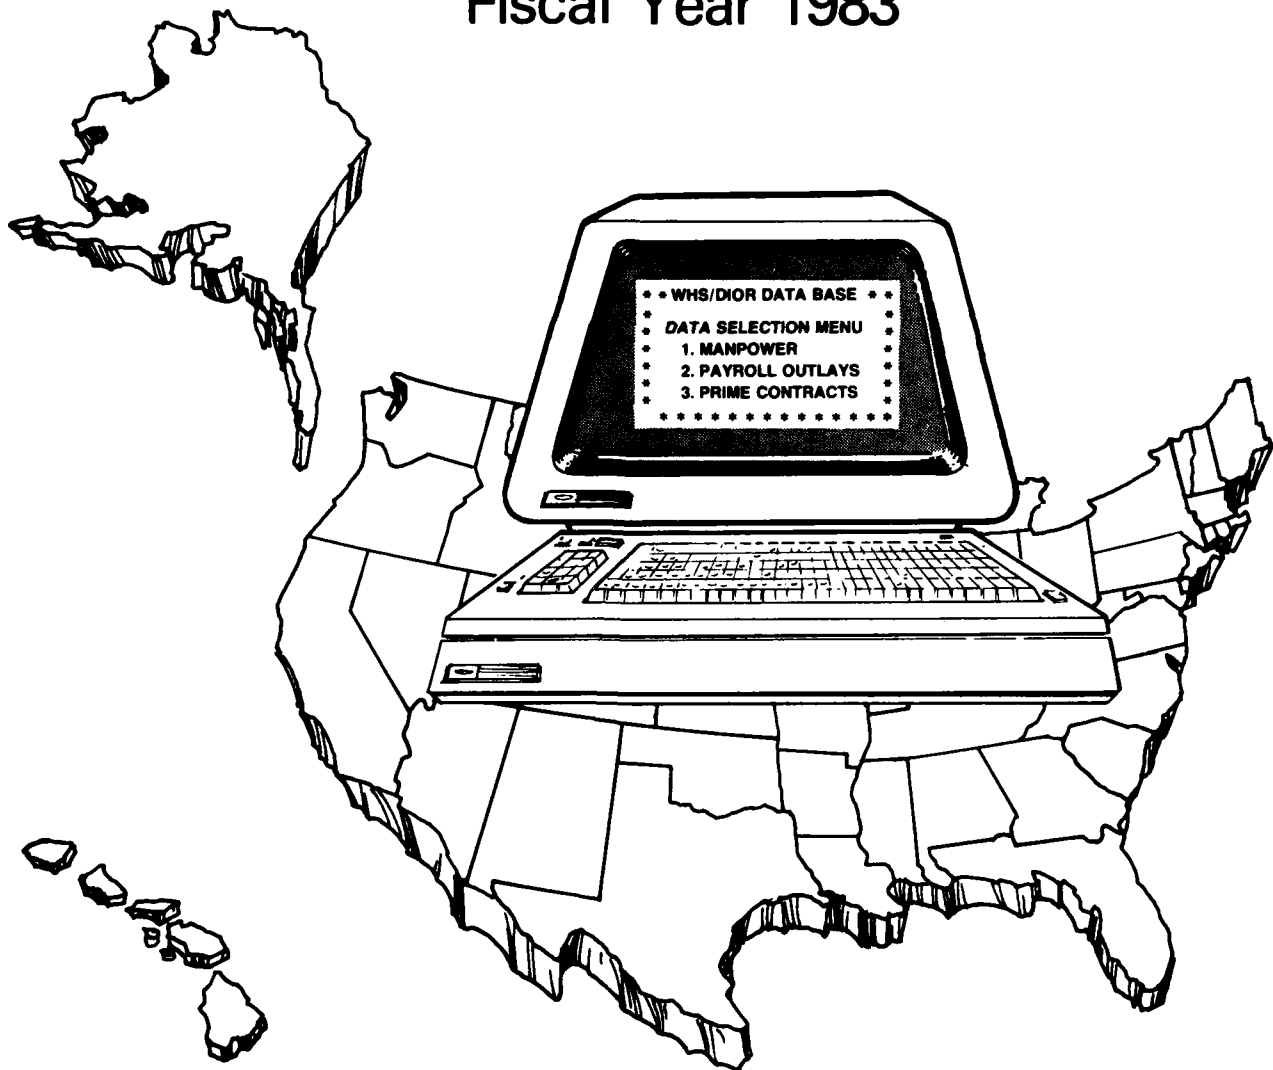 Fiscal Year 1983
* * WHS/DIOR DATA BASE * *
* DATA SELECTION MENU *
* 1. MANPOWER *
* 2. PAYROLL OUTLAYS *
* 3. PRIME CONTRACTS *
* * * * * * * * * * * * * *